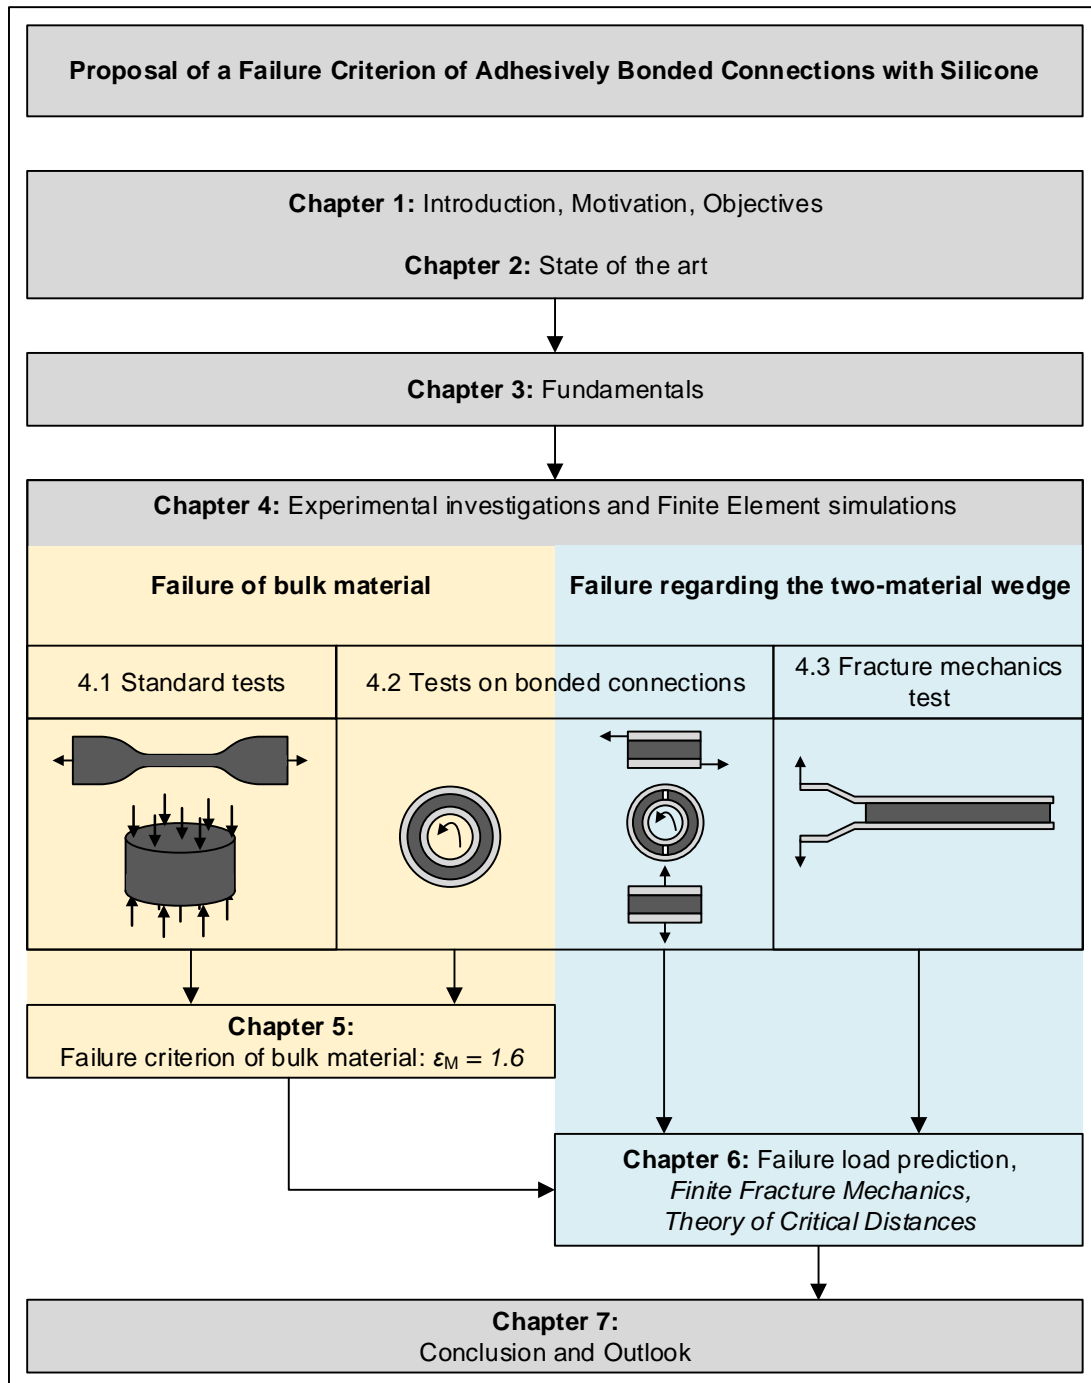 Proposal of a Failure Criterion of Adhesively Bonded Connections with Silicone
Chapter 1: Introduction, Motivation, Objectives
Chapter 2: State of the art
Chapter 3: Fundamentals
Chapter 4: Experimental investigations and Finite Element simulations
Failure of bulk material
Failure regarding the two-material wedge
4.1 Standard tests
4.2 Tests on bonded connections
4.3 Fracture mechanics
test
Chapter 5:
Failure criterion of bulk material: εM = 1.6
Chapter 6: Failure load prediction,
Finite Fracture Mechanics,
Theory of Critical Distances
Chapter 7:
Conclusion and Outlook